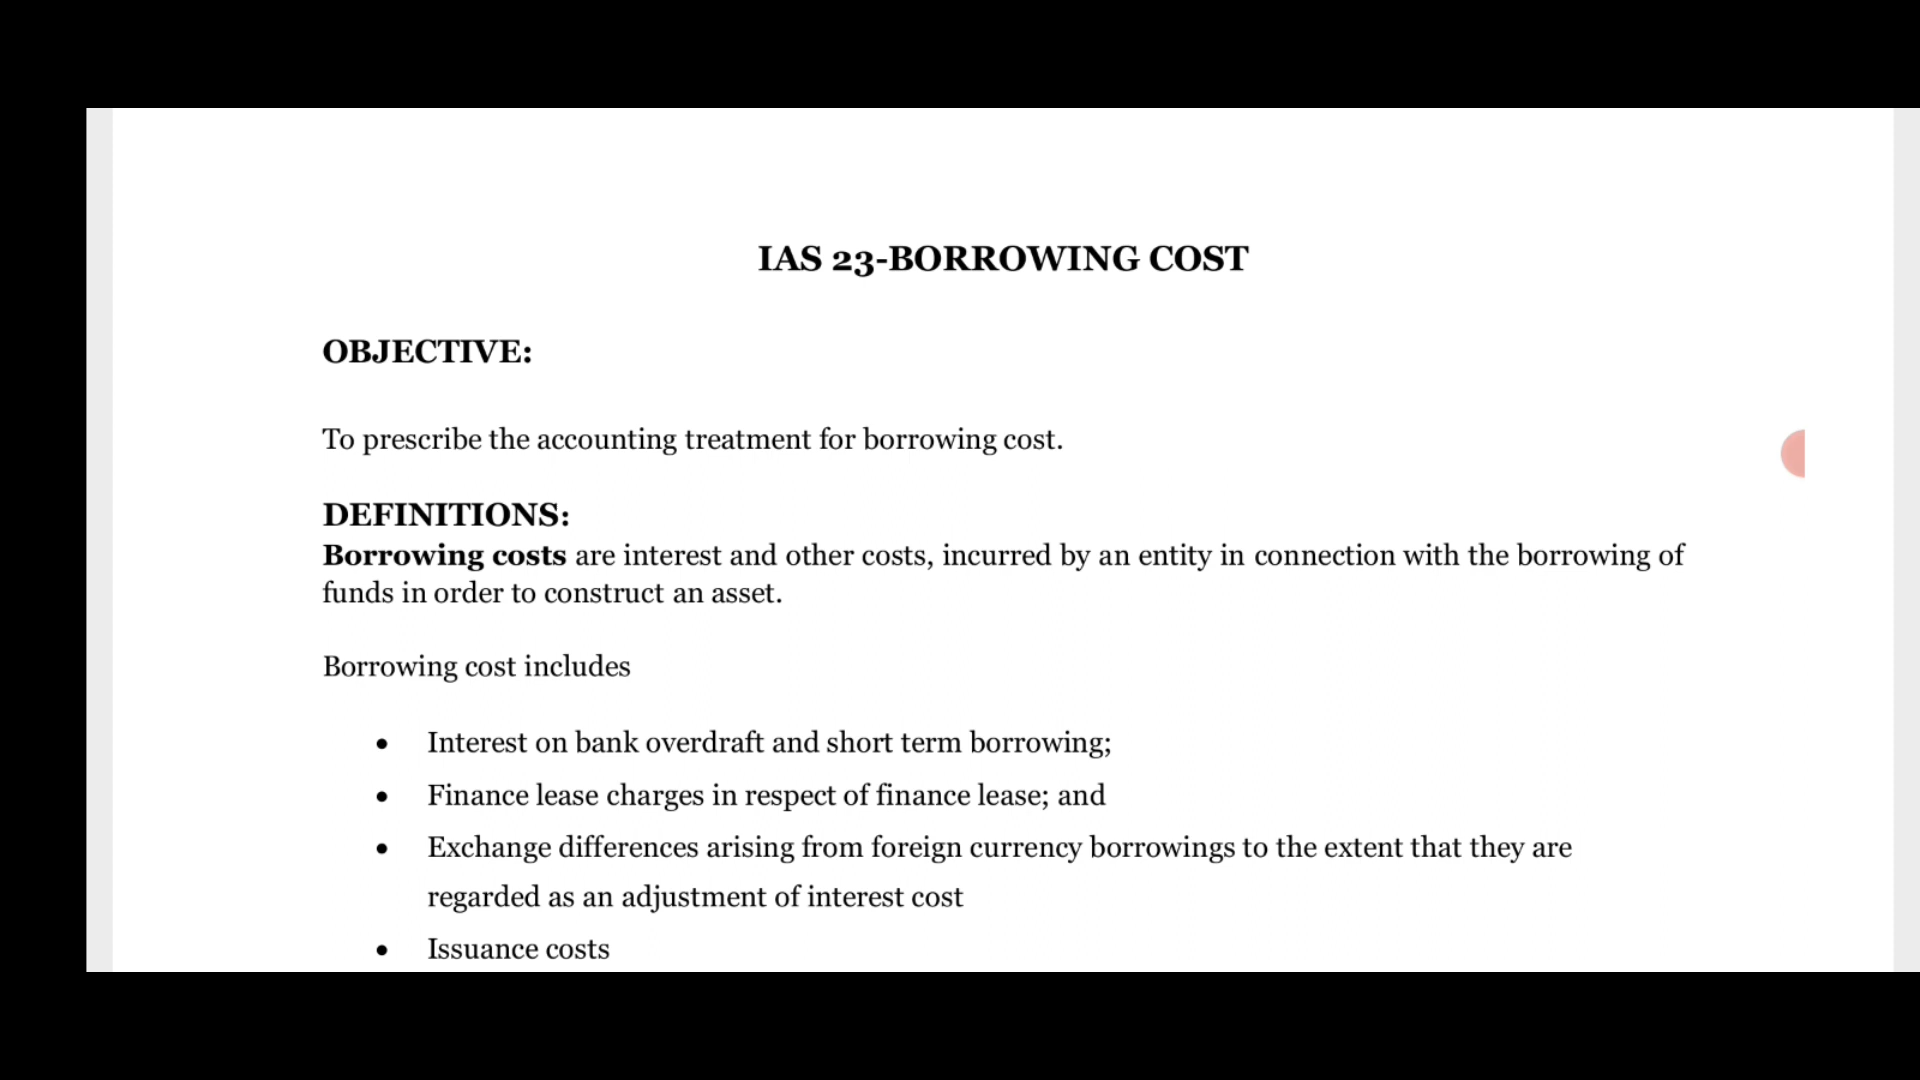 IAS 23-BORROWING COST
OBJECTIVE:
To prescribe the accounting treatment for borrowing cost.
DEFINITIONS:
Borrowing costs are interest and other costs, incurred by an entity in connection with the borrowing of
funds in order to construct an asset.
Borrowing cost includes
• Interest on bank overdraft and short term borrowing;
• Finance lease charges in respect of finance lease; and
• Exchange differences arising from foreign currency borrowings to the extent that they are
regarded as an adjustment of interest cost
• Issuance costs